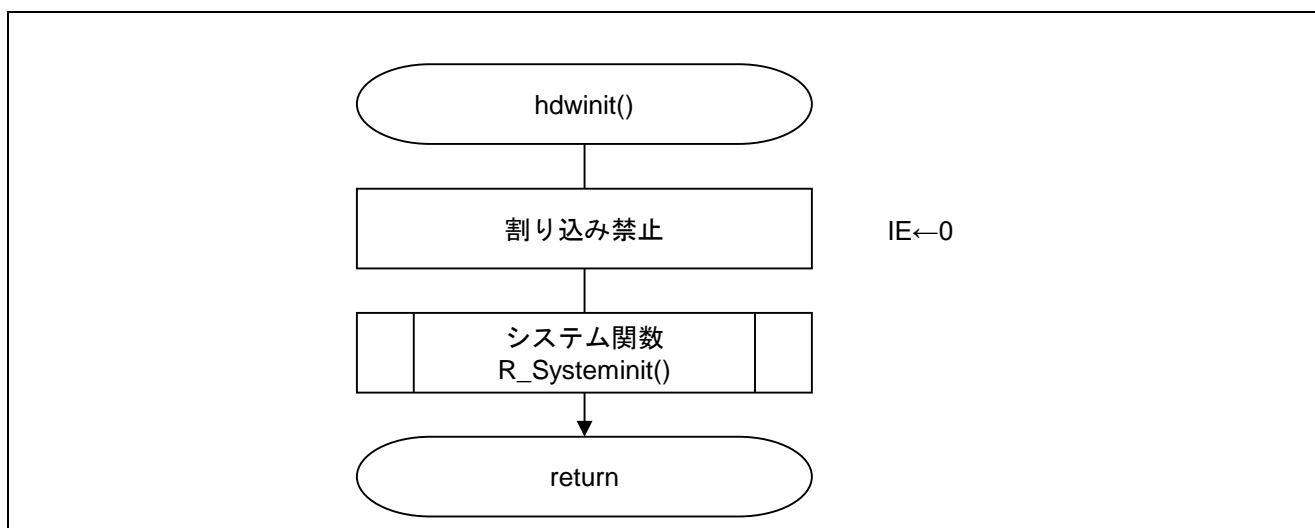 hdwinit()
割り込み禁止
IE←0
システム関数
R_Systeminit()
return